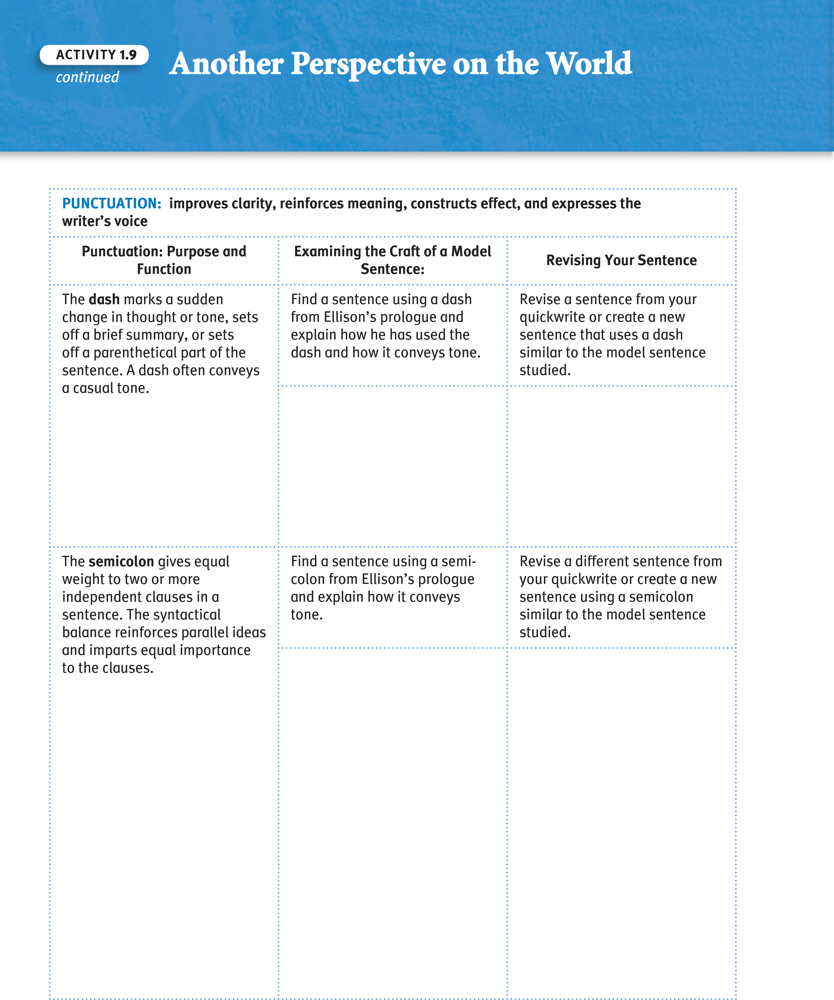 ACTIVITY 1.9
continued
Another Perspective on the World
PUNCTUATION: improves clarity, reinforces meaning, constructs effect, and expresses the
writer’s voice
Punctuation: Purpose and
Function
Examining the Craft of a Model
Sentence:
Revising Your Sentence
The dash marks a sudden
change in thought or tone, sets
off a brief summary, or sets
off a parenthetical part of the
sentence. A dash often conveys
a casual tone.
Find a sentence using a dash
from Ellison’s prologue and
explain how he has used the
dash and how it conveys tone.
Revise a sentence from your
quickwrite or create a new
sentence that uses a dash
similar to the model sentence
studied.
The semicolon gives equal
weight to two or more
independent clauses in a
sentence. The syntactical
balance reinforces parallel ideas
and imparts equal importance
to the clauses.
Find a sentence using a semi-
colon from Ellison’s prologue
and explain how it conveys
tone.
Revise a different sentence from
your quickwrite or create a new
sentence using a semicolon
similar to the model sentence
studied.